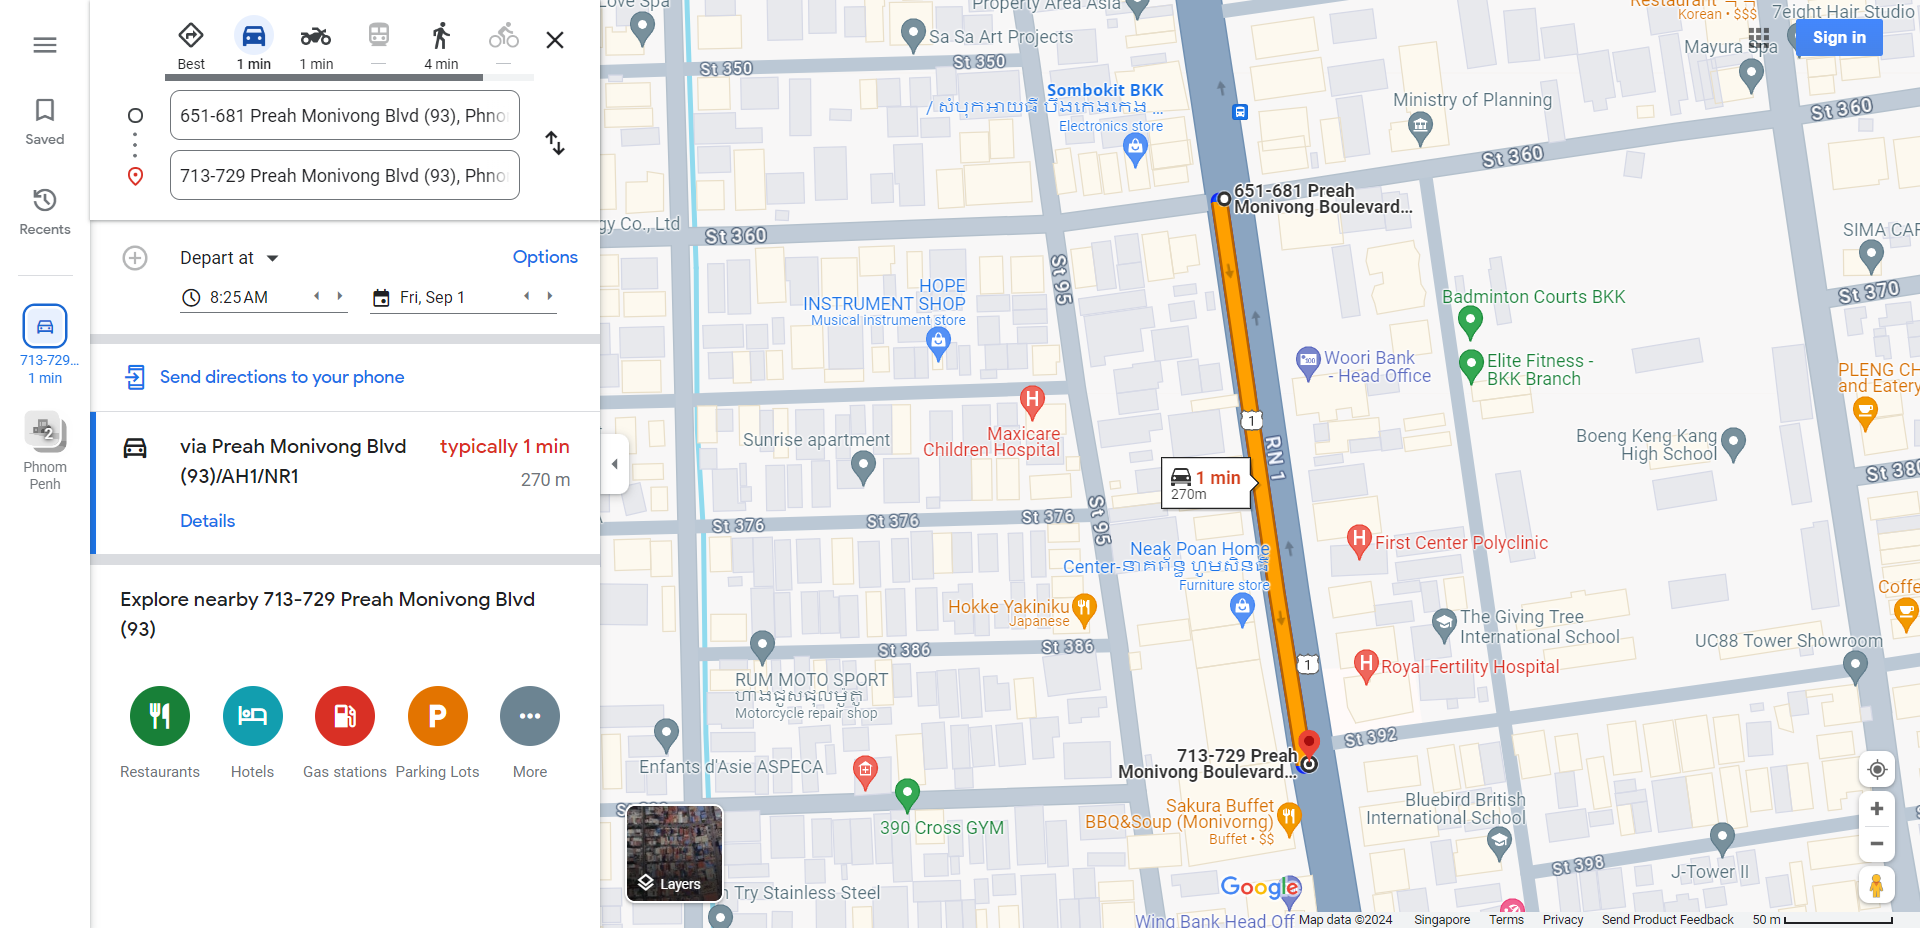 Best
1 min
1 min
4 min
651-681 Preah Monivong Blvd (93), Phno
713-729 Preah Monivong Blvd (93), Phno
Saved
Recents
713-729...
1 min
2
Phnom
Penh
Depart at
Options
8:25 AM
Fri, Sep 1
Send directions to your phone
via Preah Monivong Blvd
(93)/AH1/NR1
typically 1 min
270 m
Details
Explore nearby 713-729 Preah Monivong Blvd
(93)
Restaurants
Hotels
Gas stations
Parking Lots
More
Love Spa
Property Area Asia
Sa Sa Art Projects
St 350
St 350
Sombokit BKK
/ សំបុកអាយធី បឹងកេងកេង ...
Electronics store
Restaurant
Korean • $$$
7eight Hair Studio
Mayura Spa
Sign in
Ministry of Planning
St 360
St 360
651-681 Preah
Monivong Boulevard...
gy Co., Ltd
St 360
St 95
SIMA CAF
HOPE
INSTRUMENT SHOP
Musical instrument store
Badminton Courts BKK
St 370
Woori Bank
- Head Office
Elite Fitness -
BKK Branch
PLENG CH
and Eatery
1
Maxicare
Children Hospital
Sunrise apartment
RN 1
Boeng Keng Kang
High School
St 380
1 min
270m
St 376
St 376
St 376
St 95
Neak Poan Home
Center-នាគព័ន្ធ ហូមសិនធឺ
Furniture store
First Center Polyclinic
Hokke Yakiniku
Japanese
Coffe
The Giving Tree
International School
UC88 Tower Showroom
St 386
St 386
1
Royal Fertility Hospital
RUM MOTO SPORT
ហាងជួសជុលម៉ូតូ
Motorcycle repair shop
St 392
713-729 Preah
Monivong Boulevard...
Enfants d'Asie ASPECA
Sakura Buffet
BBQ&Soup (Monivorng)
Buffet • $$
Bluebird British
International School
390 Cross GYM
St 398
J-Tower II
Layers
Try Stainless Steel
Google
Wing Bank Head Off
Map data ©2024
Singapore
Terms
Privacy
Send Product Feedback
50 m